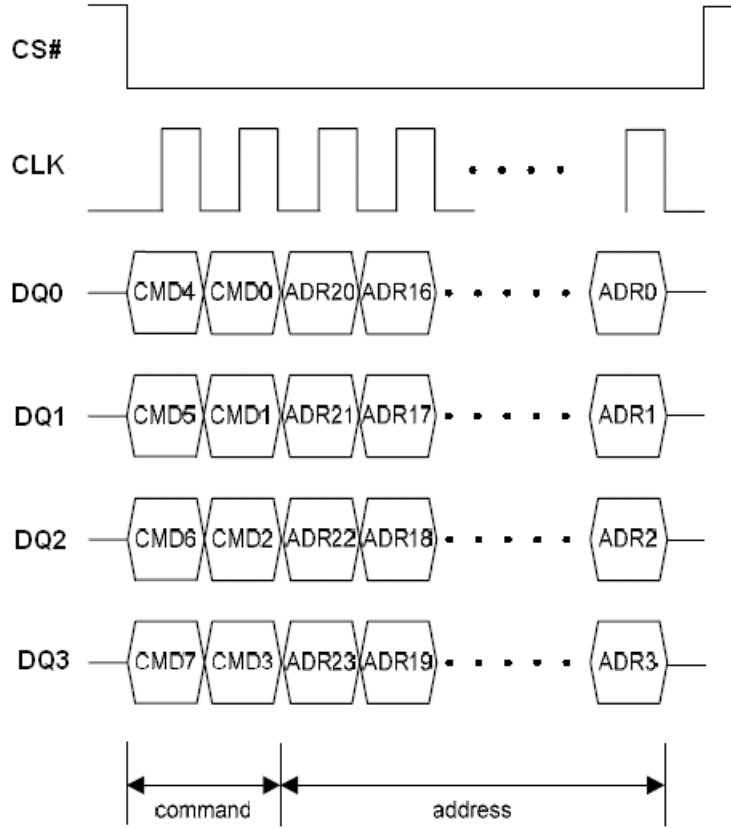 CS#
CLK
DQ0 CMD4 CMD0 ADR20 ADR16 ADR0
DQ1 CMD5 CMD1 ADR21 ADR17 ADR1
DQ2 CMD6 CMD2 ADR22 ADR18 ADR2
DQ3 CMD7 CMD3 ADR23 ADR19 ADR3
command address